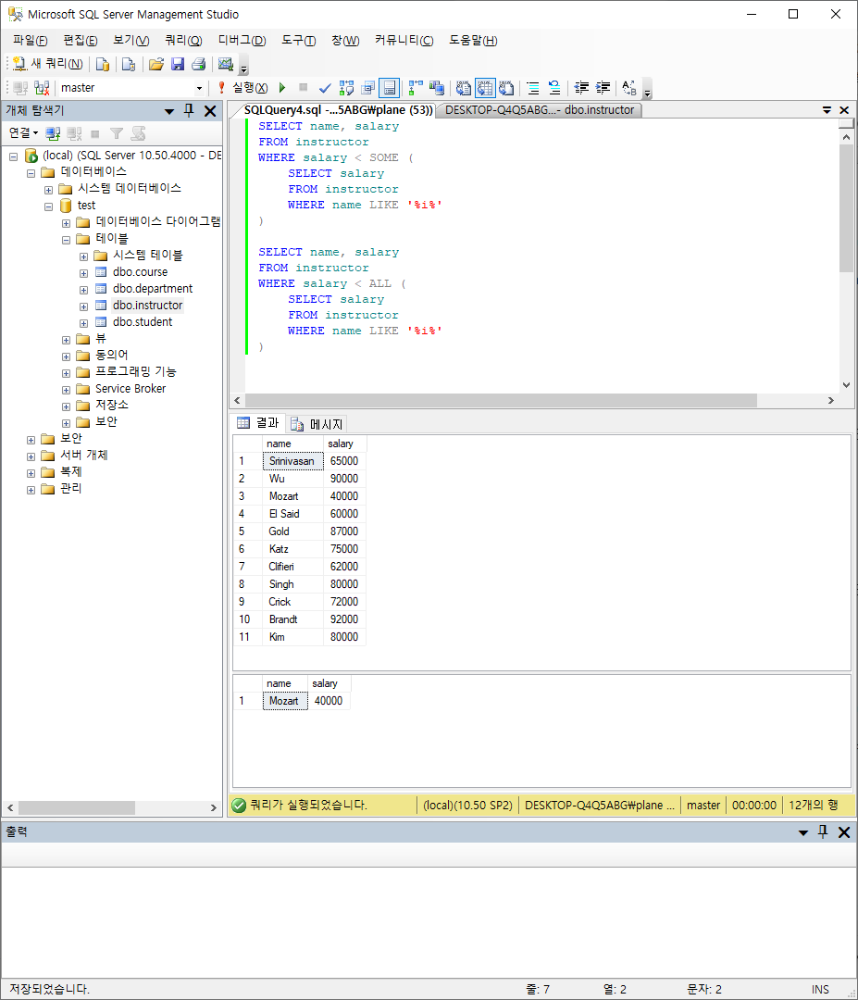 Microsoft SQL Server Management Studio
파일(F) 편집(E) 보기(V) 쿼리(Q) 디버그(D) 도구(T) 창(W) 커뮤니티(C) 도움말(H)
새 쿼리(N)
master 실행(X)
개체 탐색기
연결
(local) (SQL Server 10.50.4000 - DE
데이터베이스
시스템 데이터베이스
test
데이터베이스 다이어그램
테이블
시스템 테이블
dbo.course
dbo.department
dbo.instructor
dbo.student
뷰
동의어
프로그래밍 기능
Service Broker
저장소
보안
보안
서버 개체
복제
관리
SQLQuery4.sql -...5ABG₩plane (53)) DESKTOP-Q4Q5ABG...- dbo.instructor
SELECT name, salary
FROM instructor
WHERE salary < SOME (
SELECT salary
FROM instructor
WHERE name LIKE '%i%'
)
SELECT name, salary
FROM instructor
WHERE salary < ALL (
SELECT salary
FROM instructor
WHERE name LIKE '%i%'
)
결과 메시지
name salary
1 Srinivasan 65000
2 Wu 90000
3 Mozart 40000
4 El Said 60000
5 Gold 87000
6 Katz 75000
7 Clifieri 62000
8 Singh 80000
9 Crick 72000
10 Brandt 92000
11 Kim 80000
name salary
1 Mozart 40000
쿼리가 실행되었습니다. (local)(10.50 SP2) DESKTOP-Q4Q5ABG₩plane ... master 00:00:00 12개의 행
출력
저장되었습니다. 줄: 7 열: 2 문자: 2 INS